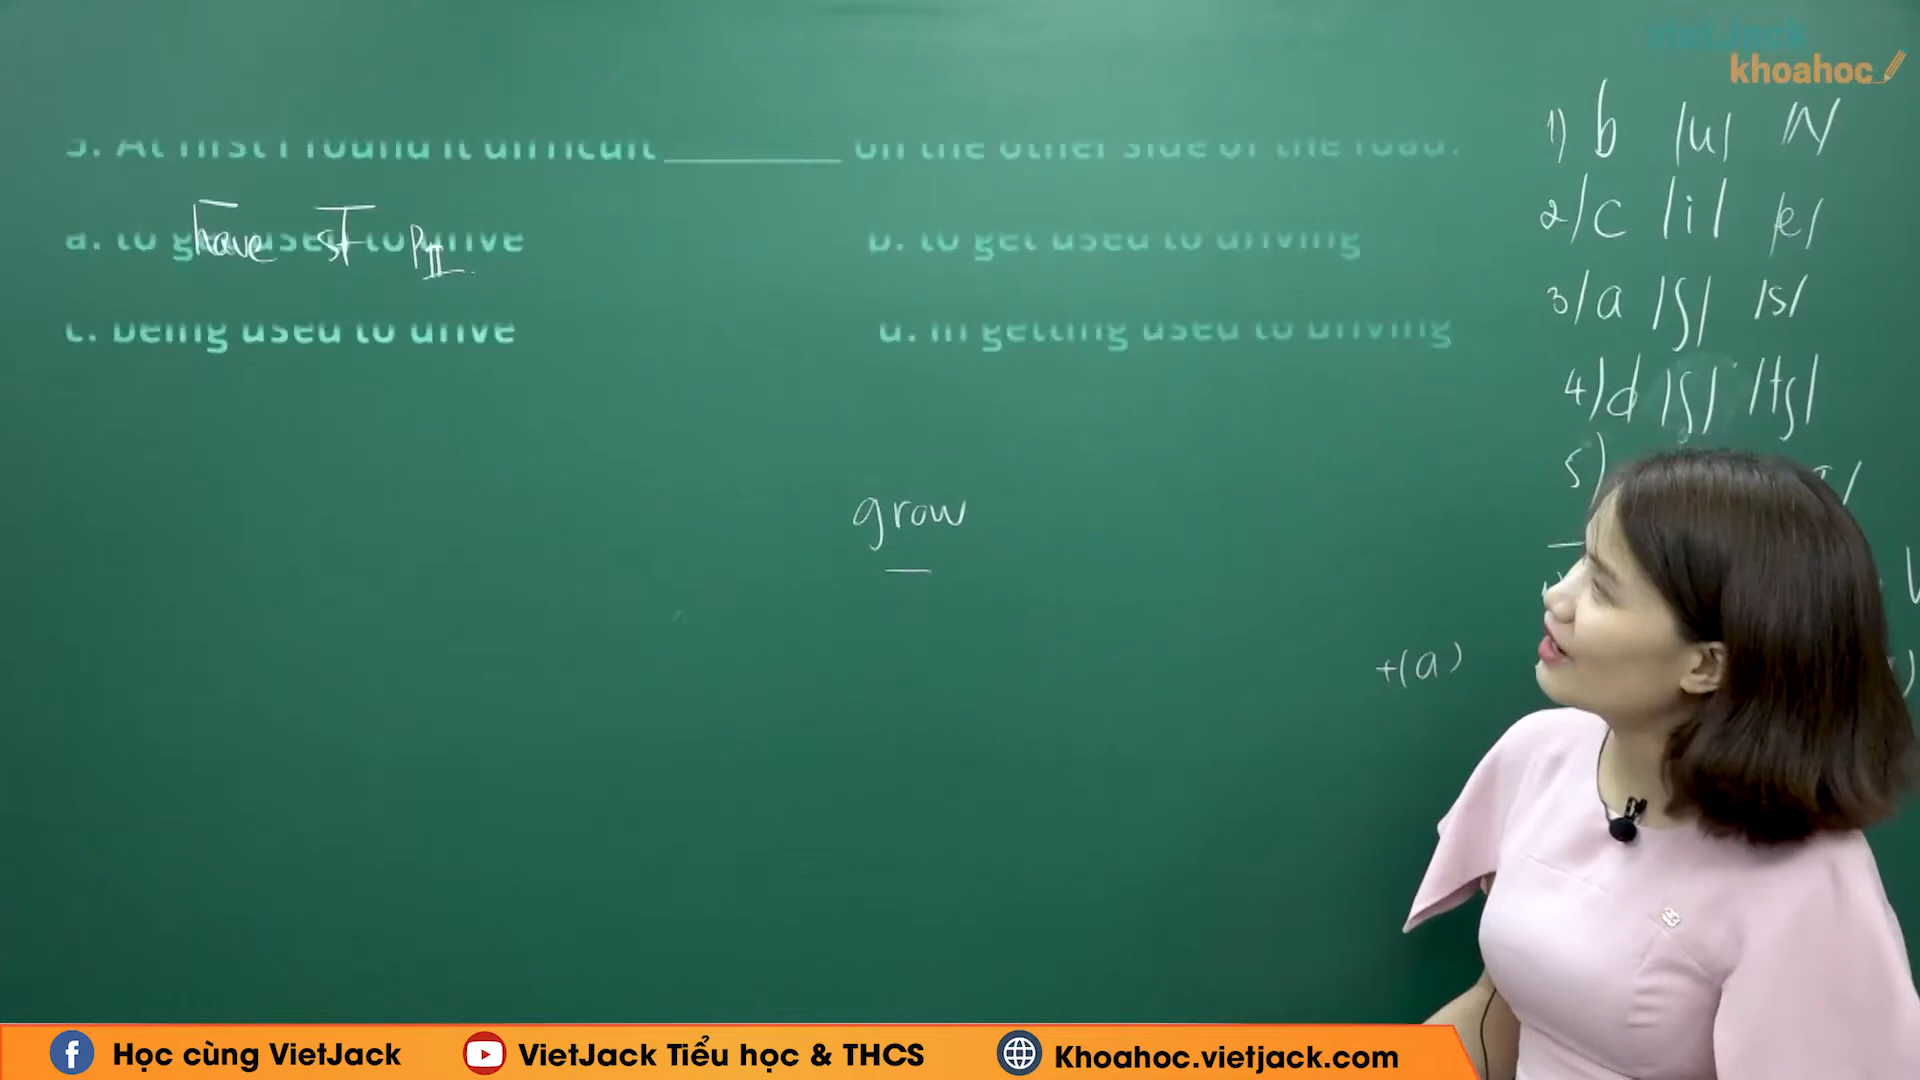 vietJack
khoahoc
3. At first I found it difficult __________ on the other side of the road.
a. to get used to drive
b. to get used to driving
c. being used to drive
d. in getting used to driving
have st PII
1) b /u/ /ʌ/
2/ c /i/ /e/
3/ a /ʃ/ /s/
4) d /ʃ/ /tʃ/
5)
grow
+(a)
Học cùng VietJack
VietJack Tiểu học & THCS
Khoahoc.vietjack.com